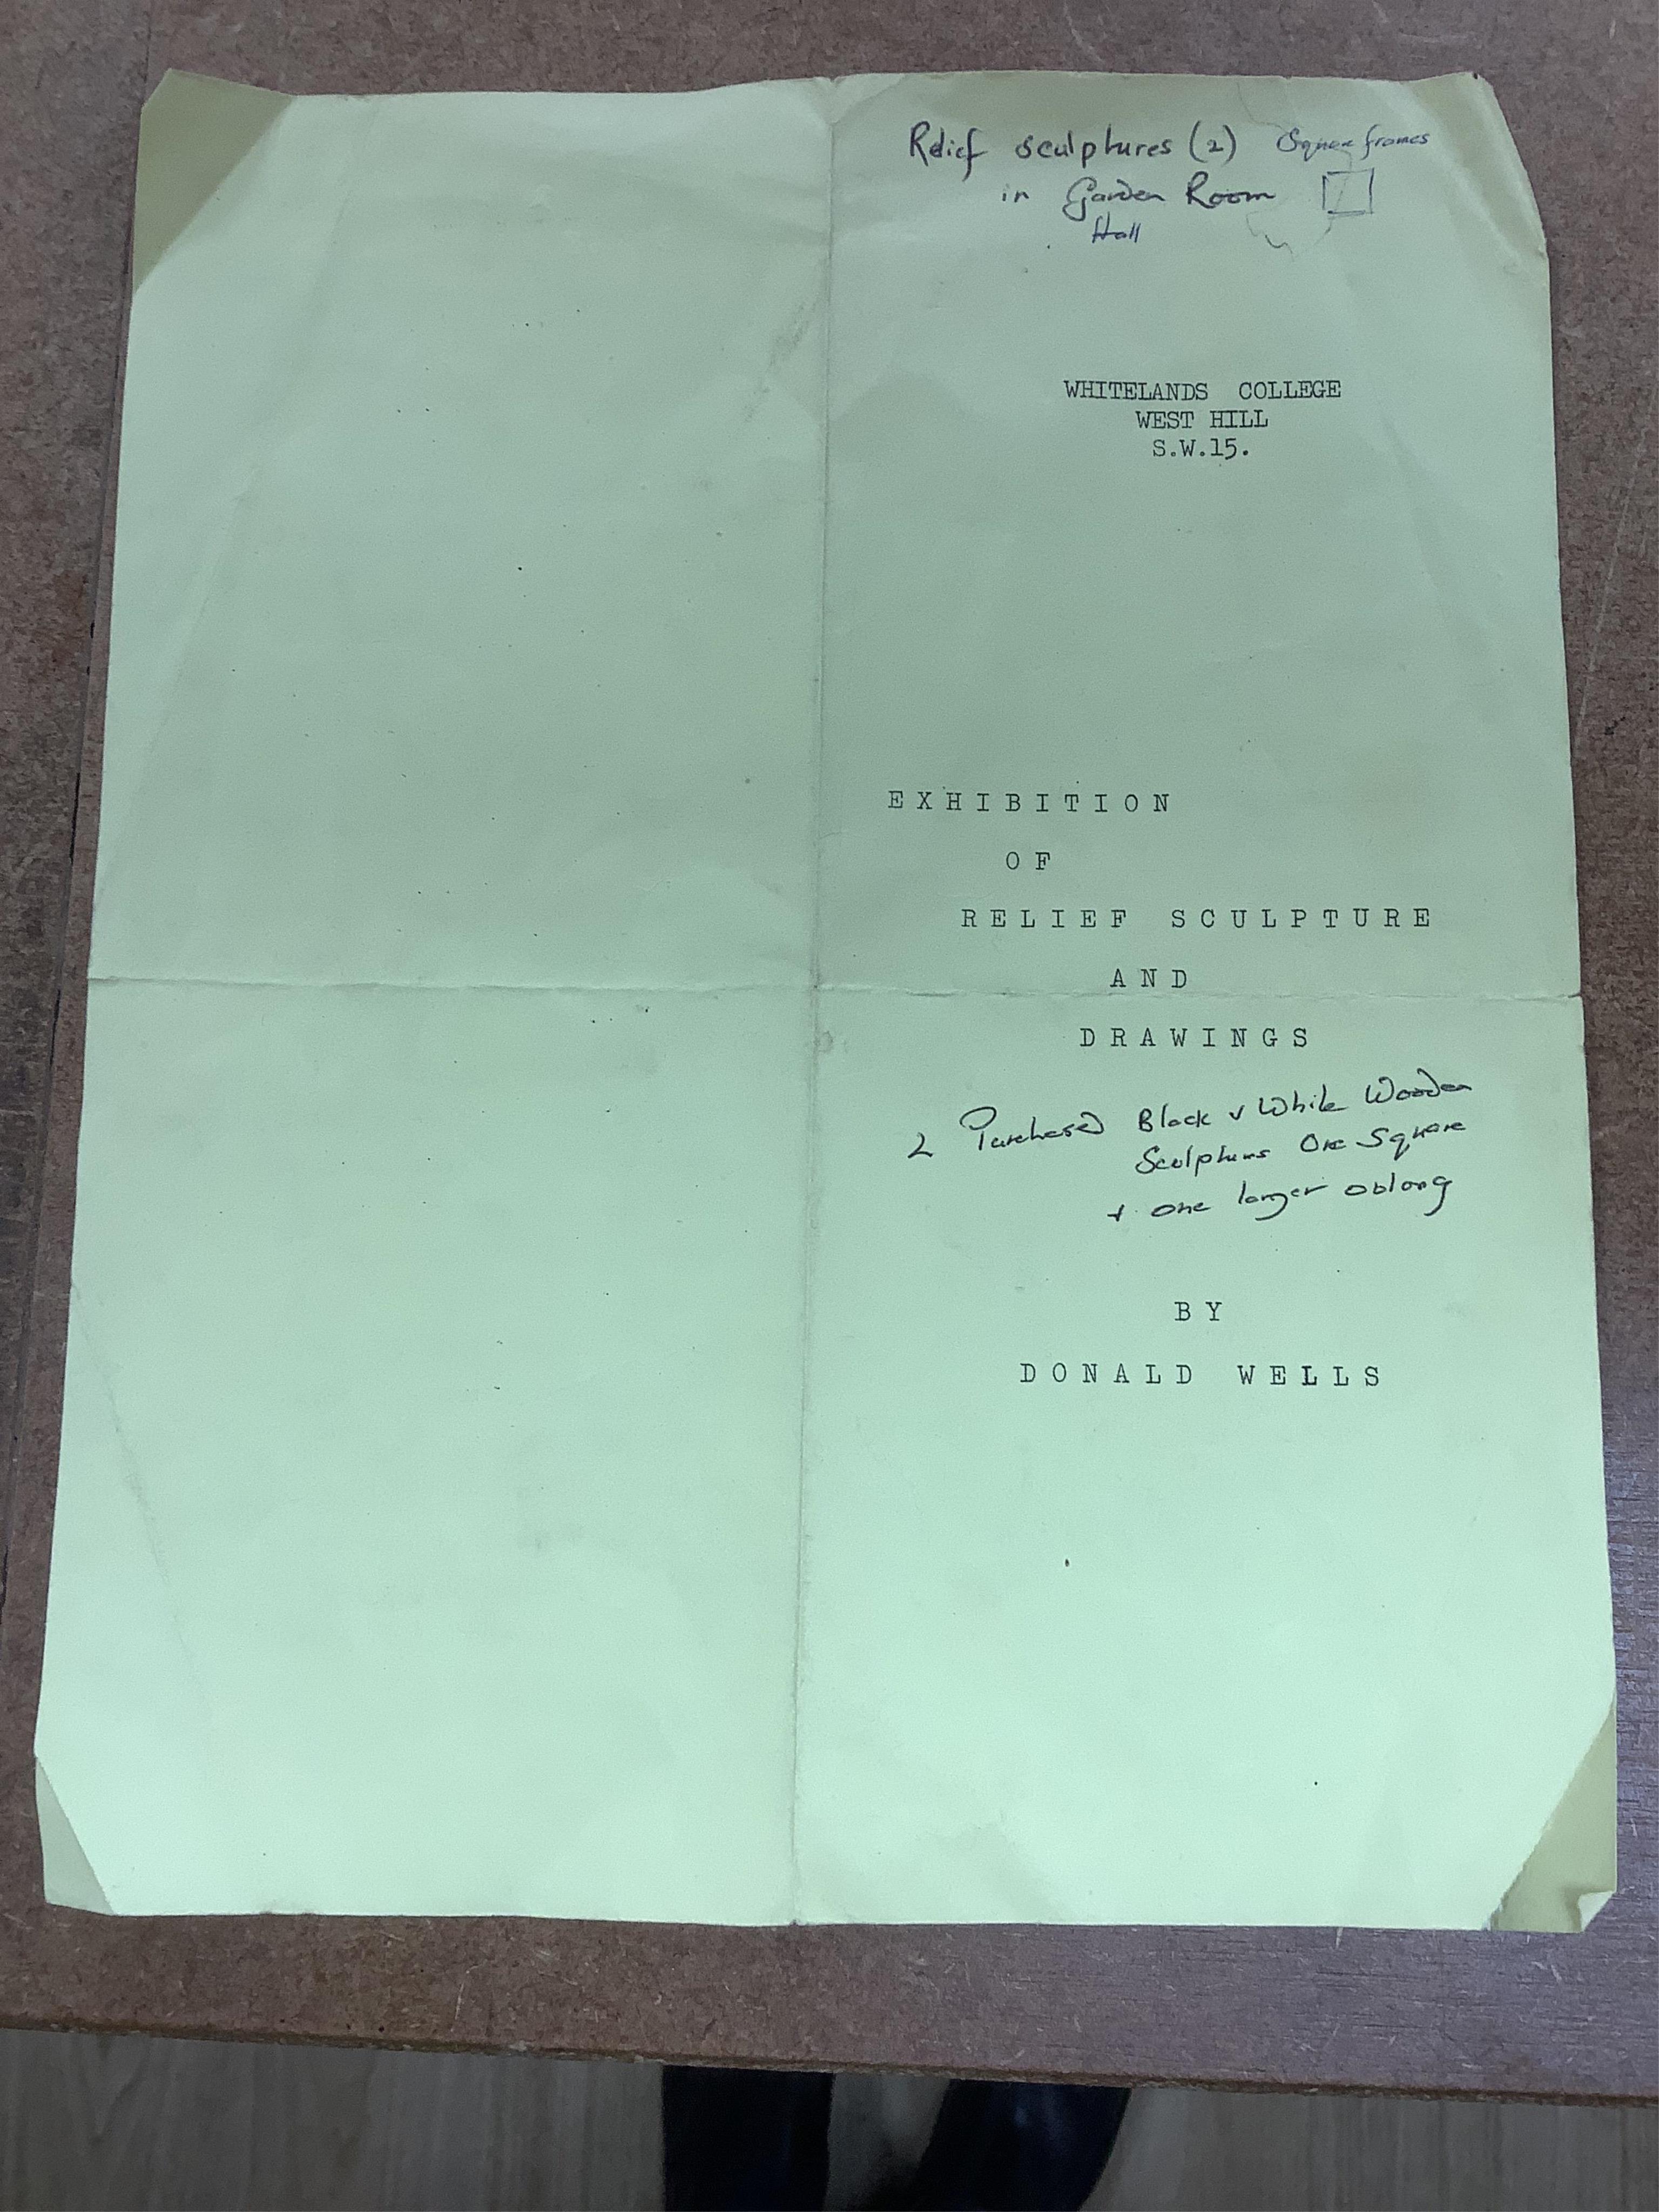 Relief sculptures (2) Square frames
in Garden Room
Hall
WHITELANDS COLLEGE
WEST HILL
S.W.15.
EXHIBITION
OF
RELIEF SCULPTURE
AND
DRAWINGS
2 Purchased Black & White Wooden
Sculptures One Square
& one larger oblong
BY
DONALD WELLS